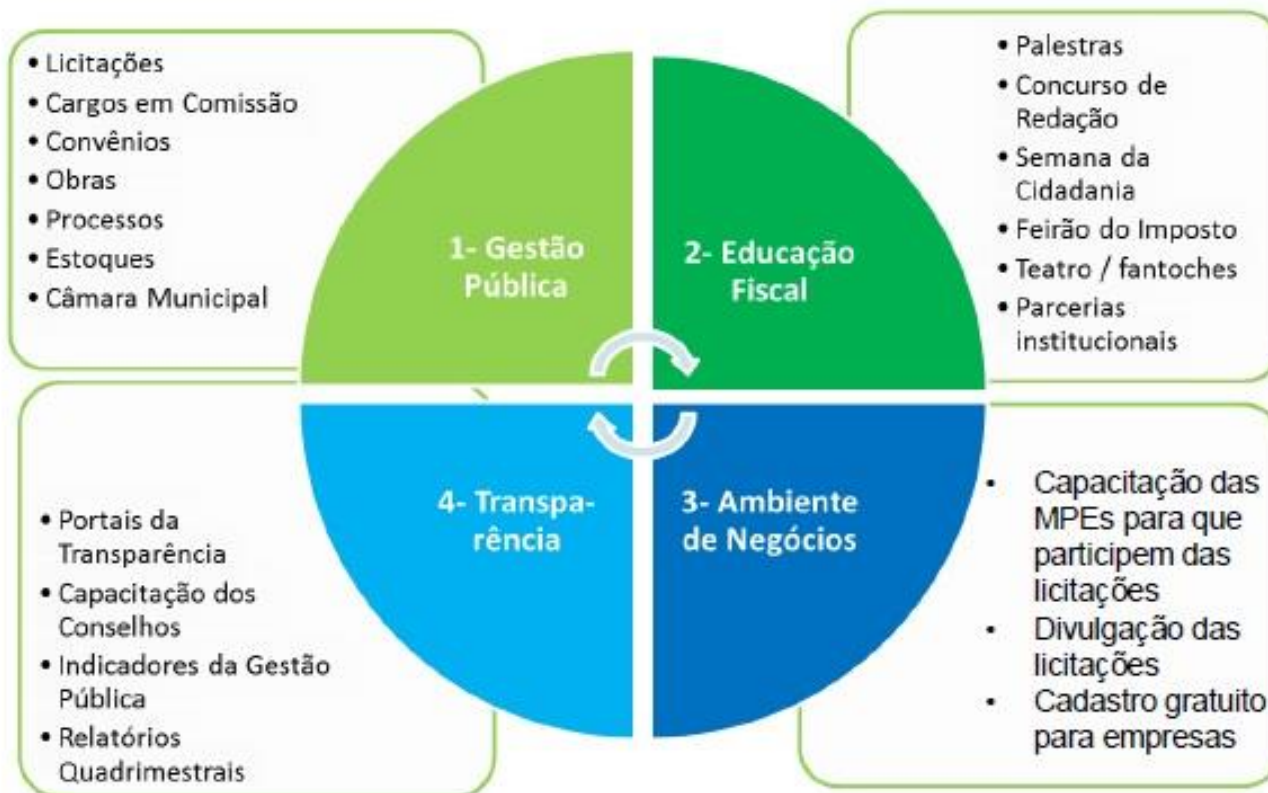 • Licitações
• Cargos em Comissão
• Convênios
• Obras
• Processos
• Estoques
• Câmara Municipal
1- Gestão
Pública
2- Educação
Fiscal
• Palestras
• Concurso de
Redação
• Semana da
Cidadania
• Feirão do Imposto
• Teatro / fantoches
• Parcerias
institucionais
• Portais da
Transparência
• Capacitação dos
Conselhos
• Indicadores da Gestão
Pública
• Relatórios
Quadrimestrais
4- Transpa-
rência
3- Ambiente
de Negócios
• Capacitação das
MPEs para que
participem das
licitações
• Divulgação das
licitações
• Cadastro gratuito
para empresas